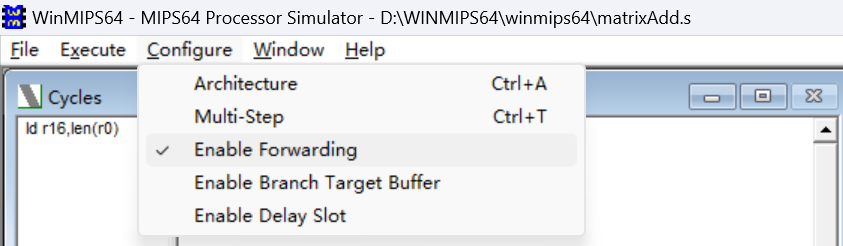 WinMIPS64 - MIPS64 Processor Simulator - D:\WINMIPS64\winmips64\matrixAdd.s
File Execute Configure Window Help
Architecture Ctrl+A
Cycles
Multi-Step Ctrl+T
ld r16,len(r0)
Enable Forwarding
Enable Branch Target Buffer
Enable Delay Slot